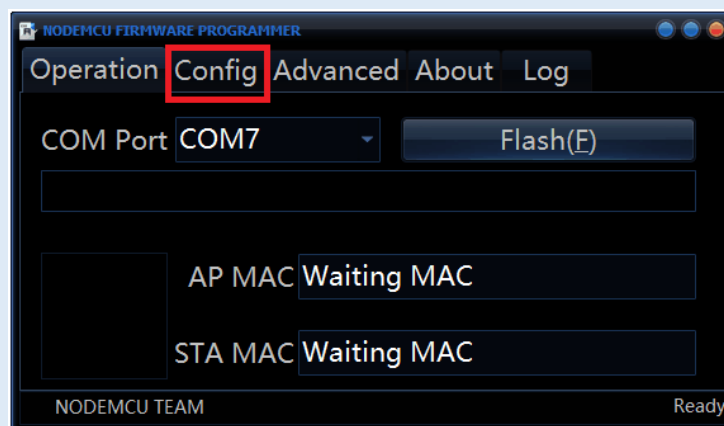 NODEMCU FIRMWARE PROGRAMMER
Operation Config Advanced About Log
COM Port COM7 Flash(F)
AP MAC Waiting MAC
STA MAC Waiting MAC
NODEMCU TEAM Ready